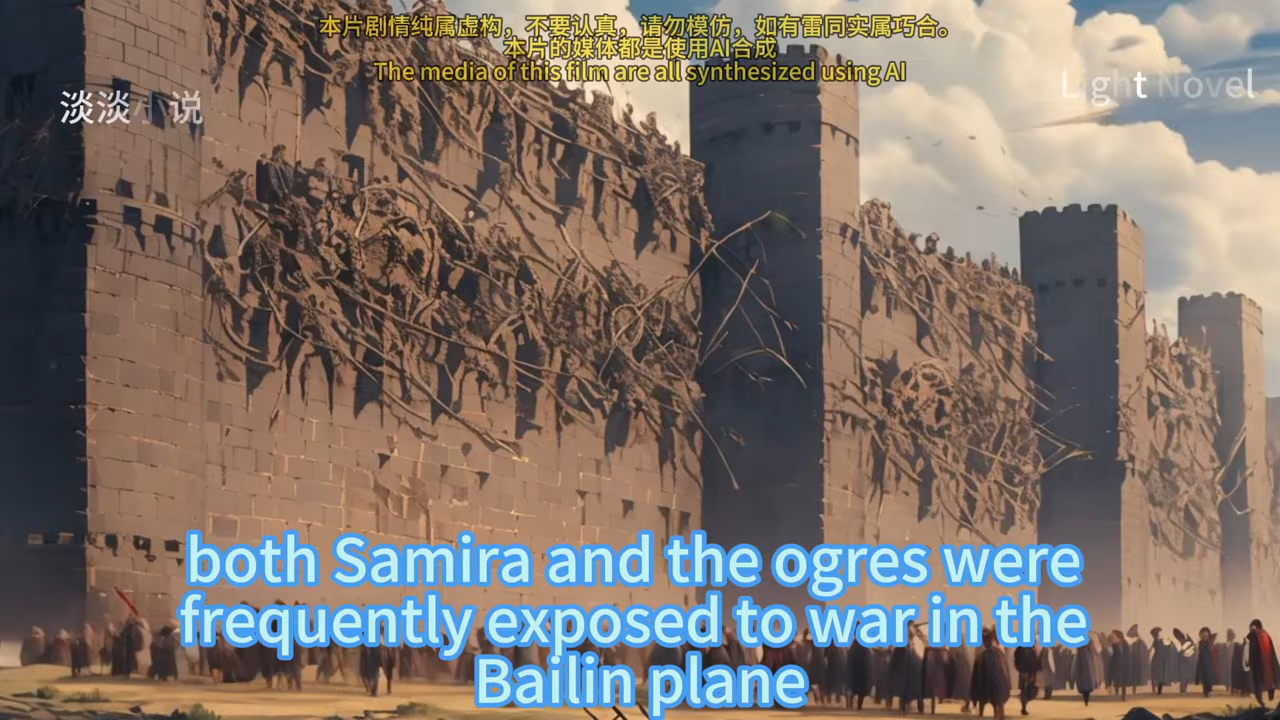 本片剧情纯属虚构，不要认真，请勿模仿，如有雷同实属巧合。
本片的媒体都是使用AI合成
The media of this film are all synthesized using AI
淡淡小说
Light Novel
both Samira and the ogres were
frequently exposed to war in the
Bailin plane